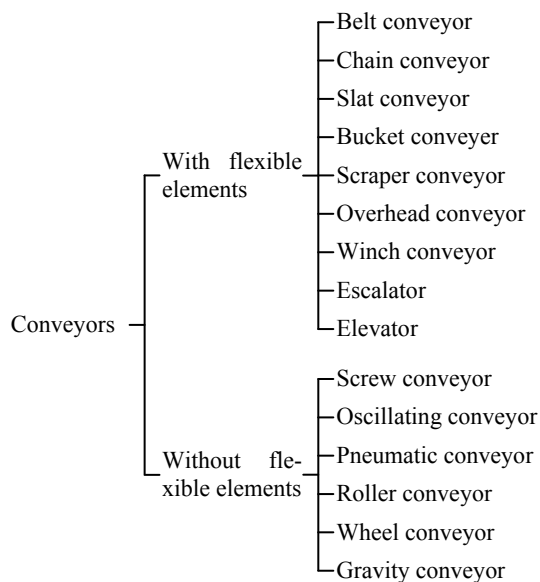 Belt conveyor
Chain conveyor
Slat conveyor
Bucket conveyer
With flexible
elements
Scraper conveyor
Overhead conveyor
Winch conveyor
Escalator
Elevator
Conveyors
Screw conveyor
Oscillating conveyor
Without fle-
xible elements
Pneumatic conveyor
Roller conveyor
Wheel conveyor
Gravity conveyor